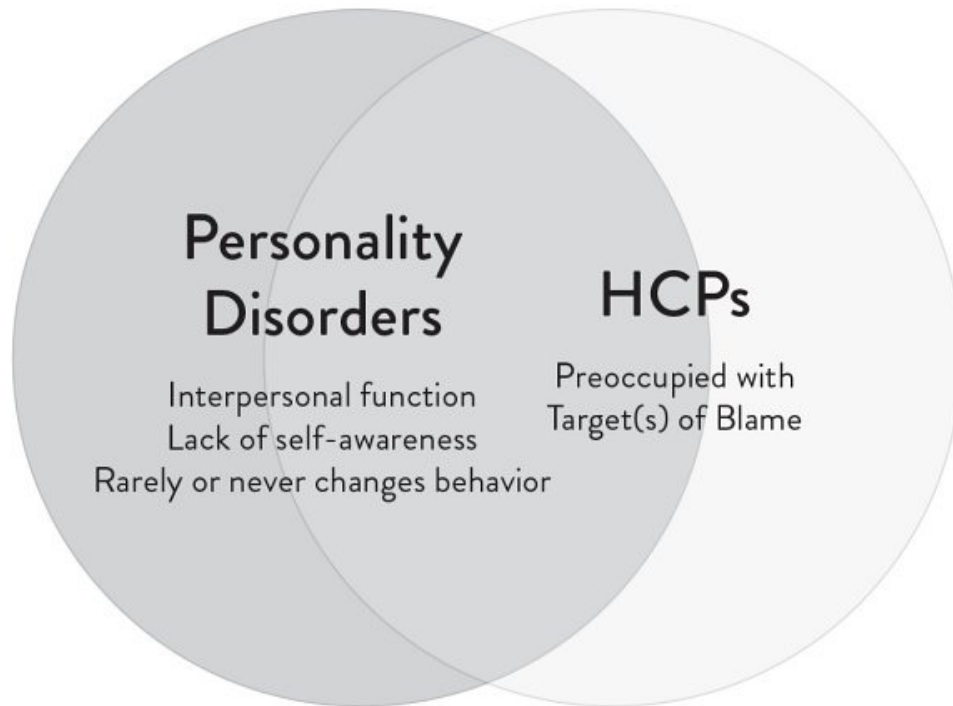 Personality
Disorders
Interpersonal function
Lack of self-awareness
Rarely or never changes behavior
HCPs
Preoccupied with
Target(s) of Blame